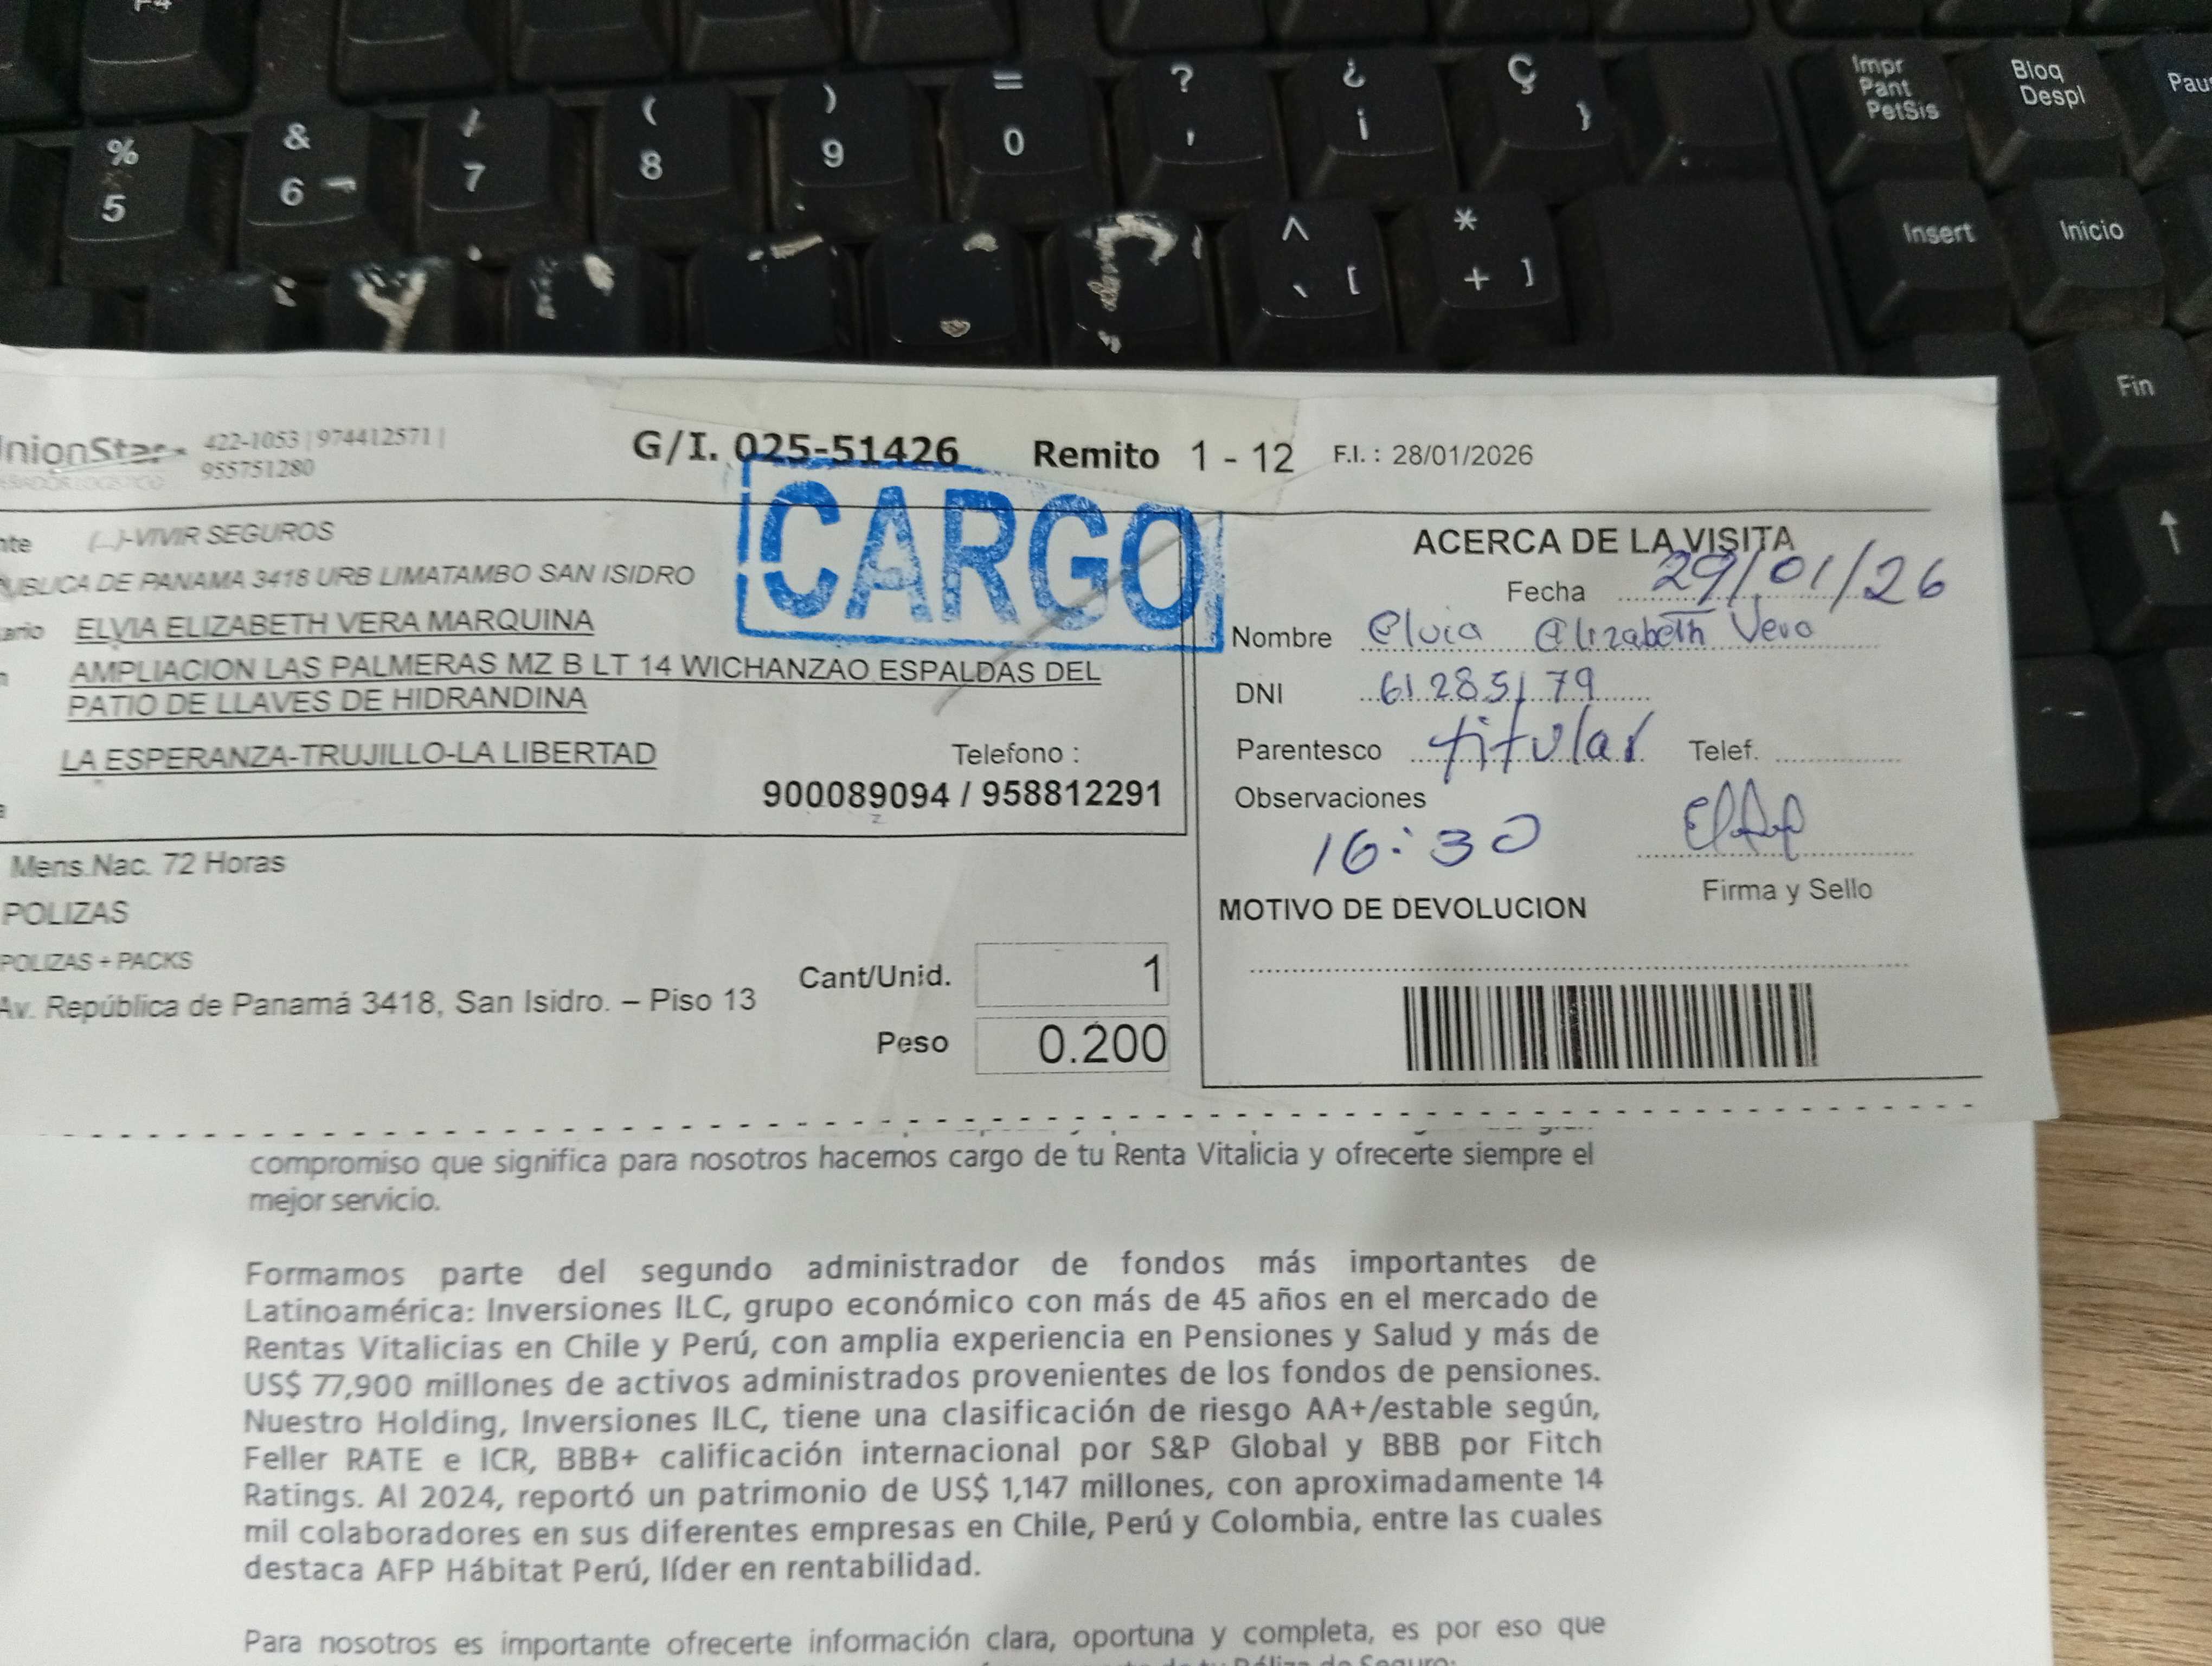 F4
% 5
& 6 ¬
/ 7
( 8
) 9
= 0
? '
¿ ¡
Ç }
Impr Pant PetSis
Bloq Despl
Paus
^ ` [
* + ]
Insert
Inicio
Fin
↑
nionStar 422-1053 | 974412571 |
955751280
G/I. 025-51426 Remito 1 - 12 F.I. : 28/01/2026
CARGO
nte (...)-VIVIR SEGUROS
UBLICA DE PANAMA 3418 URB LIMATAMBO SAN ISIDRO
ario ELVIA ELIZABETH VERA MARQUINA
AMPLIACION LAS PALMERAS MZ B LT 14 WICHANZAO ESPALDAS DEL
PATIO DE LLAVES DE HIDRANDINA
LA ESPERANZA-TRUJILLO-LA LIBERTAD
Telefono :
900089094 / 958812291
Mens.Nac. 72 Horas
POLIZAS
POLIZAS + PACKS
Av. República de Panamá 3418, San Isidro. – Piso 13
Cant/Unid. 1
Peso 0.200
ACERCA DE LA VISITA
Fecha 29/01/26
Nombre Elvia Elizabeth Vera
DNI 61285179
Parentesco titular Telef.
Observaciones
16:30
Firma y Sello
MOTIVO DE DEVOLUCION
compromiso que significa para nosotros hacernos cargo de tu Renta Vitalicia y ofrecerte siempre el
mejor servicio.
Formamos parte del segundo administrador de fondos más importantes de
Latinoamérica: Inversiones ILC, grupo económico con más de 45 años en el mercado de
Rentas Vitalicias en Chile y Perú, con amplia experiencia en Pensiones y Salud y más de
US$ 77,900 millones de activos administrados provenientes de los fondos de pensiones.
Nuestro Holding, Inversiones ILC, tiene una clasificación de riesgo AA+/estable según,
Feller RATE e ICR, BBB+ calificación internacional por S&P Global y BBB por Fitch
Ratings. Al 2024, reportó un patrimonio de US$ 1,147 millones, con aproximadamente 14
mil colaboradores en sus diferentes empresas en Chile, Perú y Colombia, entre las cuales
destaca AFP Hábitat Perú, líder en rentabilidad.
Para nosotros es importante ofrecerte información clara, oportuna y completa, es por eso que